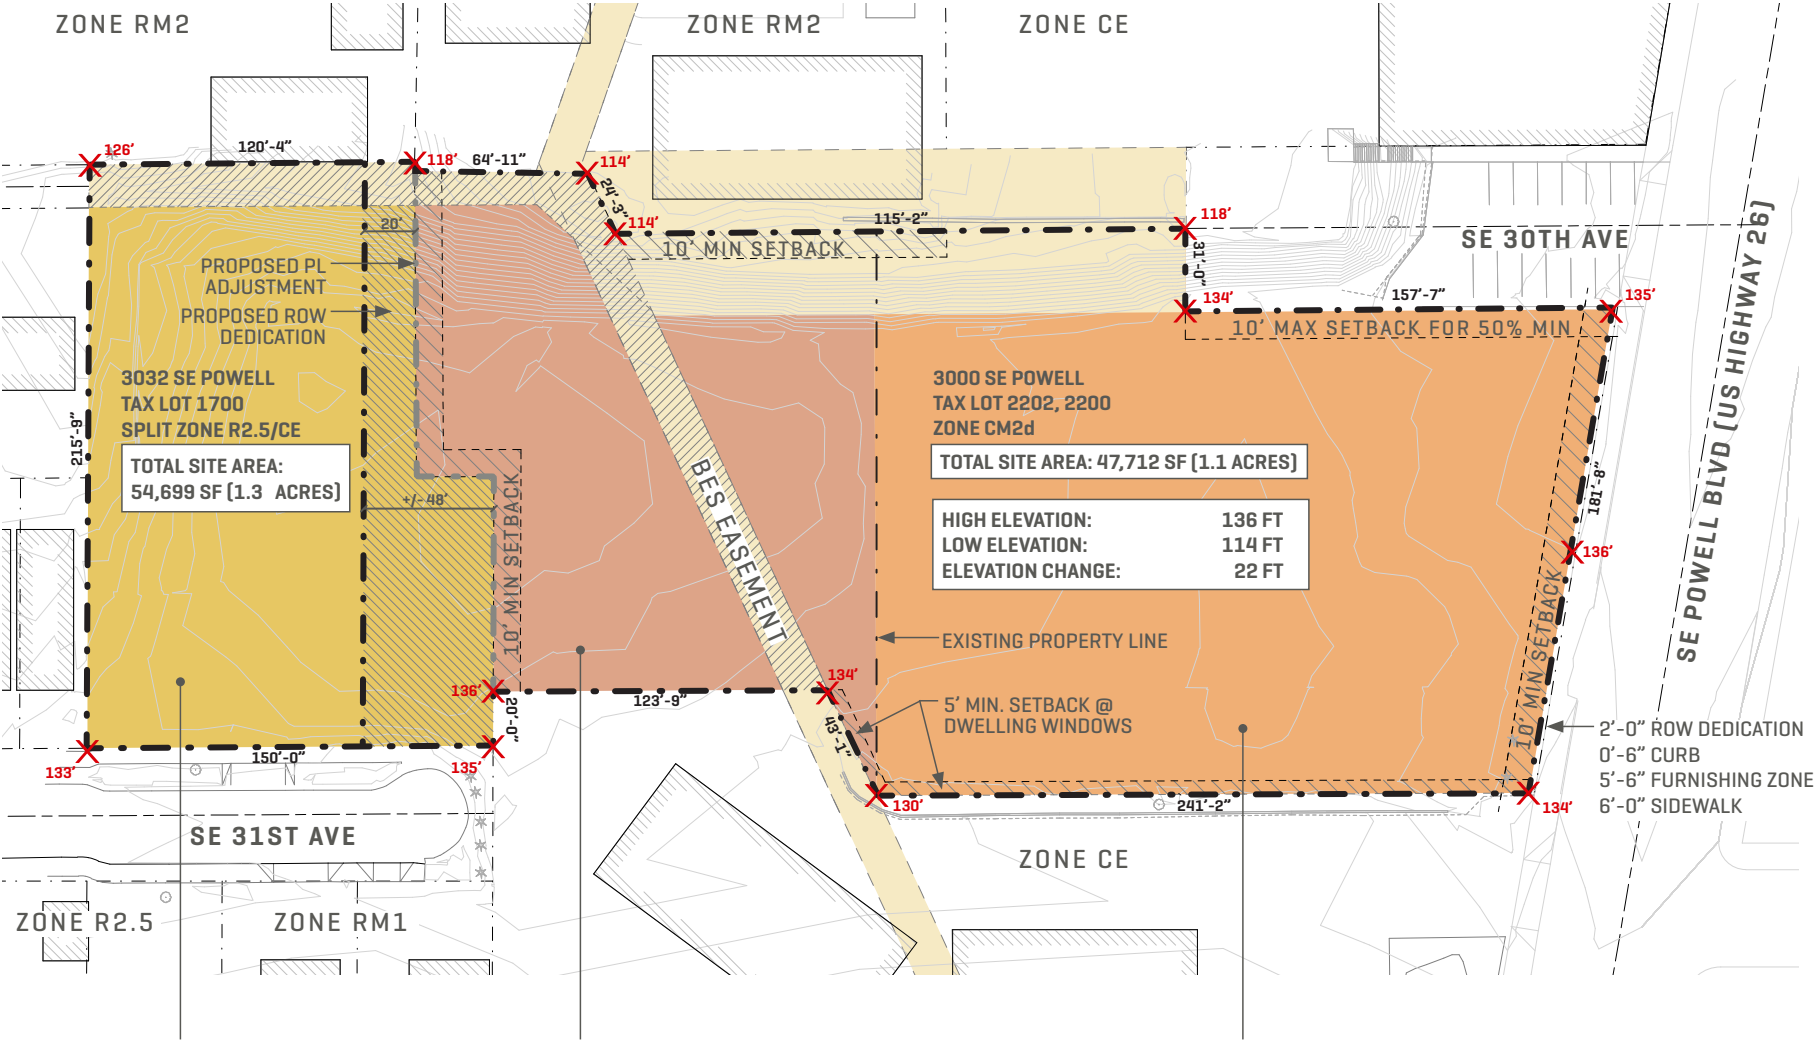 ZONE RM2
ZONE RM2
ZONE CE
126'
120'-4"
118'
64'-11"
114'
24'-3"
114'
115'-2"
118'
10' MIN SETBACK
31'-0"
134'
157'-7"
135'
SE 30TH AVE
10' MAX SETBACK FOR 50% MIN
20'
PROPOSED PL
ADJUSTMENT
PROPOSED ROW
DEDICATION
3032 SE POWELL
TAX LOT 1700
SPLIT ZONE R2.5/CE
TOTAL SITE AREA:
54,699 SF (1.3 ACRES)
215'-9"
+/- 48'
10' MIN SETBACK
BES EASEMENT
3000 SE POWELL
TAX LOT 2202, 2200
ZONE CM2d
TOTAL SITE AREA: 47,712 SF (1.1 ACRES)
HIGH ELEVATION: 136 FT
LOW ELEVATION: 114 FT
ELEVATION CHANGE: 22 FT
EXISTING PROPERTY LINE
5' MIN. SETBACK @
DWELLING WINDOWS
181'-8"
136'
10' MIN SETBACK
SE POWELL BLVD (US HIGHWAY 26)
136'
123'-9"
134'
20'-0"
43'-1"
133'
150'-0"
135'
130'
241'-2"
134'
2'-0" ROW DEDICATION
0'-6" CURB
5'-6" FURNISHING ZONE
6'-0" SIDEWALK
SE 31ST AVE
ZONE CE
ZONE R2.5
ZONE RM1